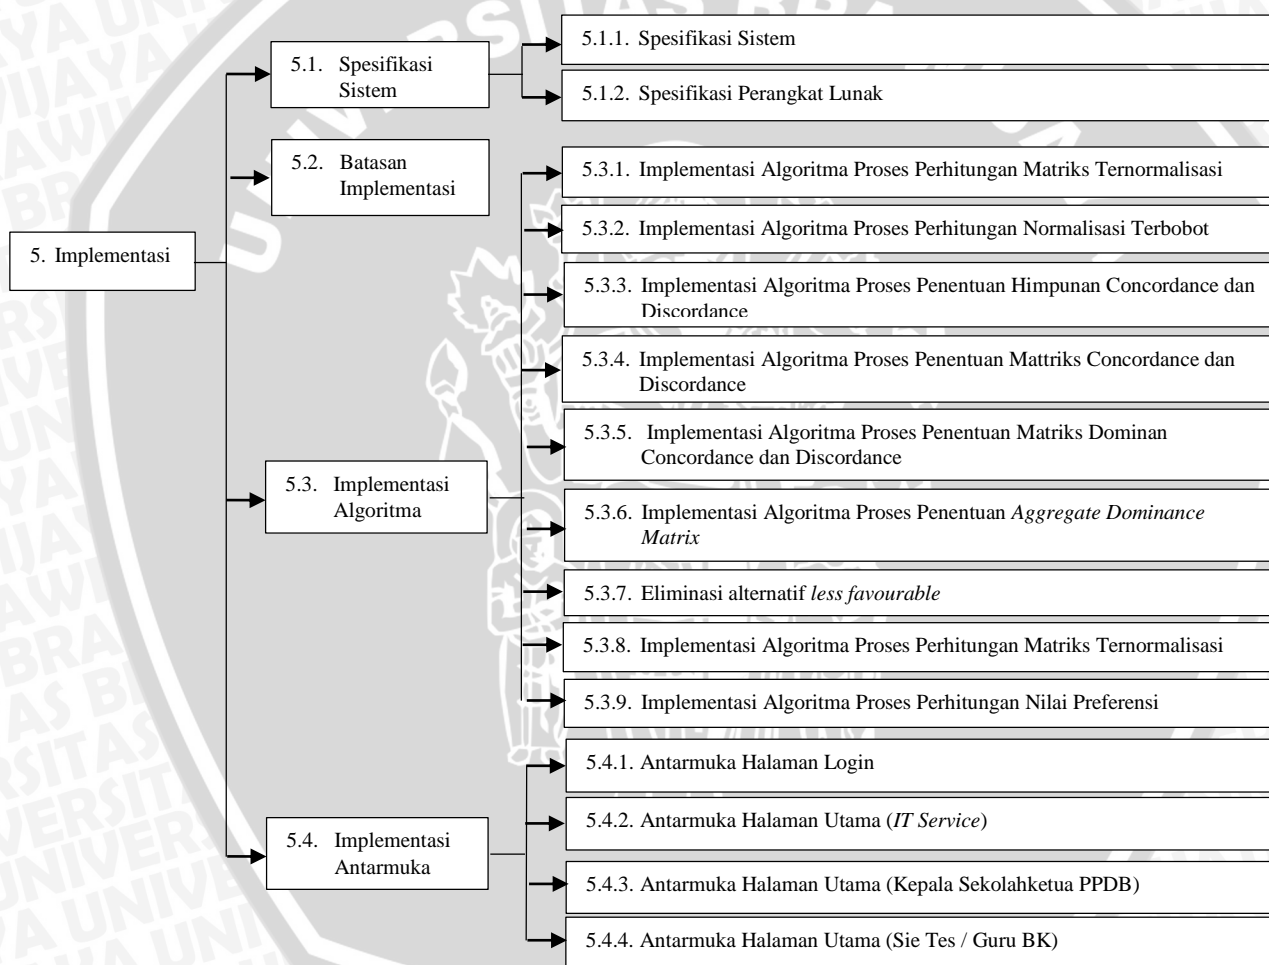 5. Implementasi
5.1. Spesifikasi
Sistem
5.1.1. Spesifikasi Sistem
5.1.2. Spesifikasi Perangkat Lunak
5.2. Batasan
Implementasi
5.3. Implementasi
Algoritma
5.3.1. Implementasi Algoritma Proses Perhitungan Matriks Ternormalisasi
5.3.2. Implementasi Algoritma Proses Perhitungan Normalisasi Terbobot
5.3.3. Implementasi Algoritma Proses Penentuan Himpunan Concordance dan
Discordance
5.3.4. Implementasi Algoritma Proses Penentuan Mattriks Concordance dan
Discordance
5.3.5. Implementasi Algoritma Proses Penentuan Matriks Dominan
Concordance dan Discordance
5.3.6. Implementasi Algoritma Proses Penentuan Aggregate Dominance
Matrix
5.3.7. Eliminasi alternatif less favourable
5.3.8. Implementasi Algoritma Proses Perhitungan Matriks Ternormalisasi
5.3.9. Implementasi Algoritma Proses Perhitungan Nilai Preferensi
5.4. Implementasi
Antarmuka
5.4.1. Antarmuka Halaman Login
5.4.2. Antarmuka Halaman Utama (IT Service)
5.4.3. Antarmuka Halaman Utama (Kepala Sekolahketua PPDB)
5.4.4. Antarmuka Halaman Utama (Sie Tes / Guru BK)